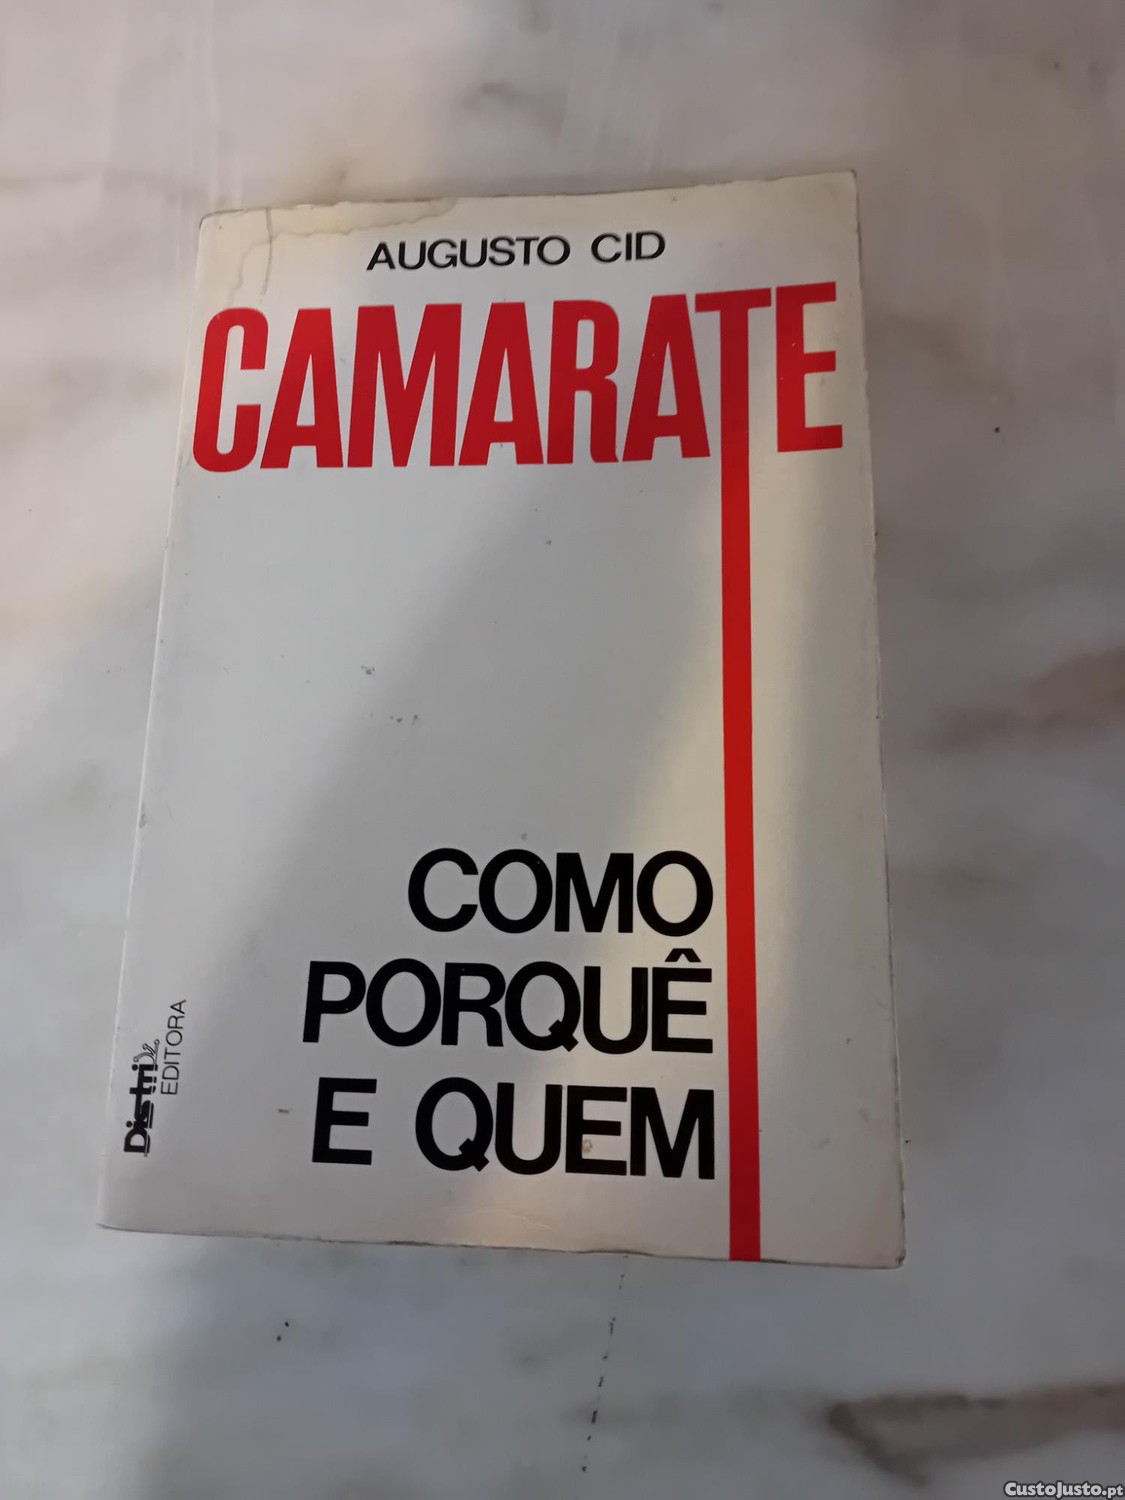 AUGUSTO CID
CAMARATE
COMO
PORQUÊ
E QUEM
Distri
EDITORA
CustoJusto.pt